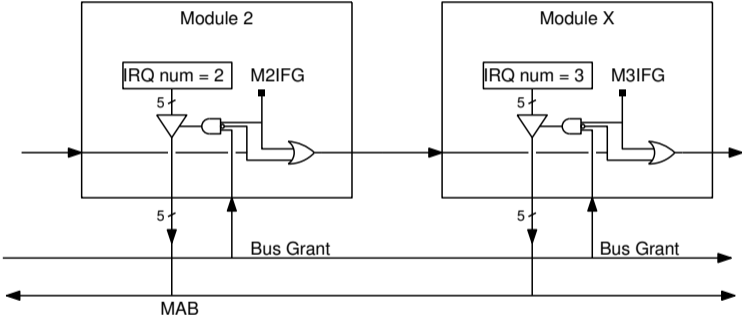 Module 2
Module X
IRQ num = 2
M2IFG
IRQ num = 3
M3IFG
5
5
5
5
Bus Grant
Bus Grant
MAB